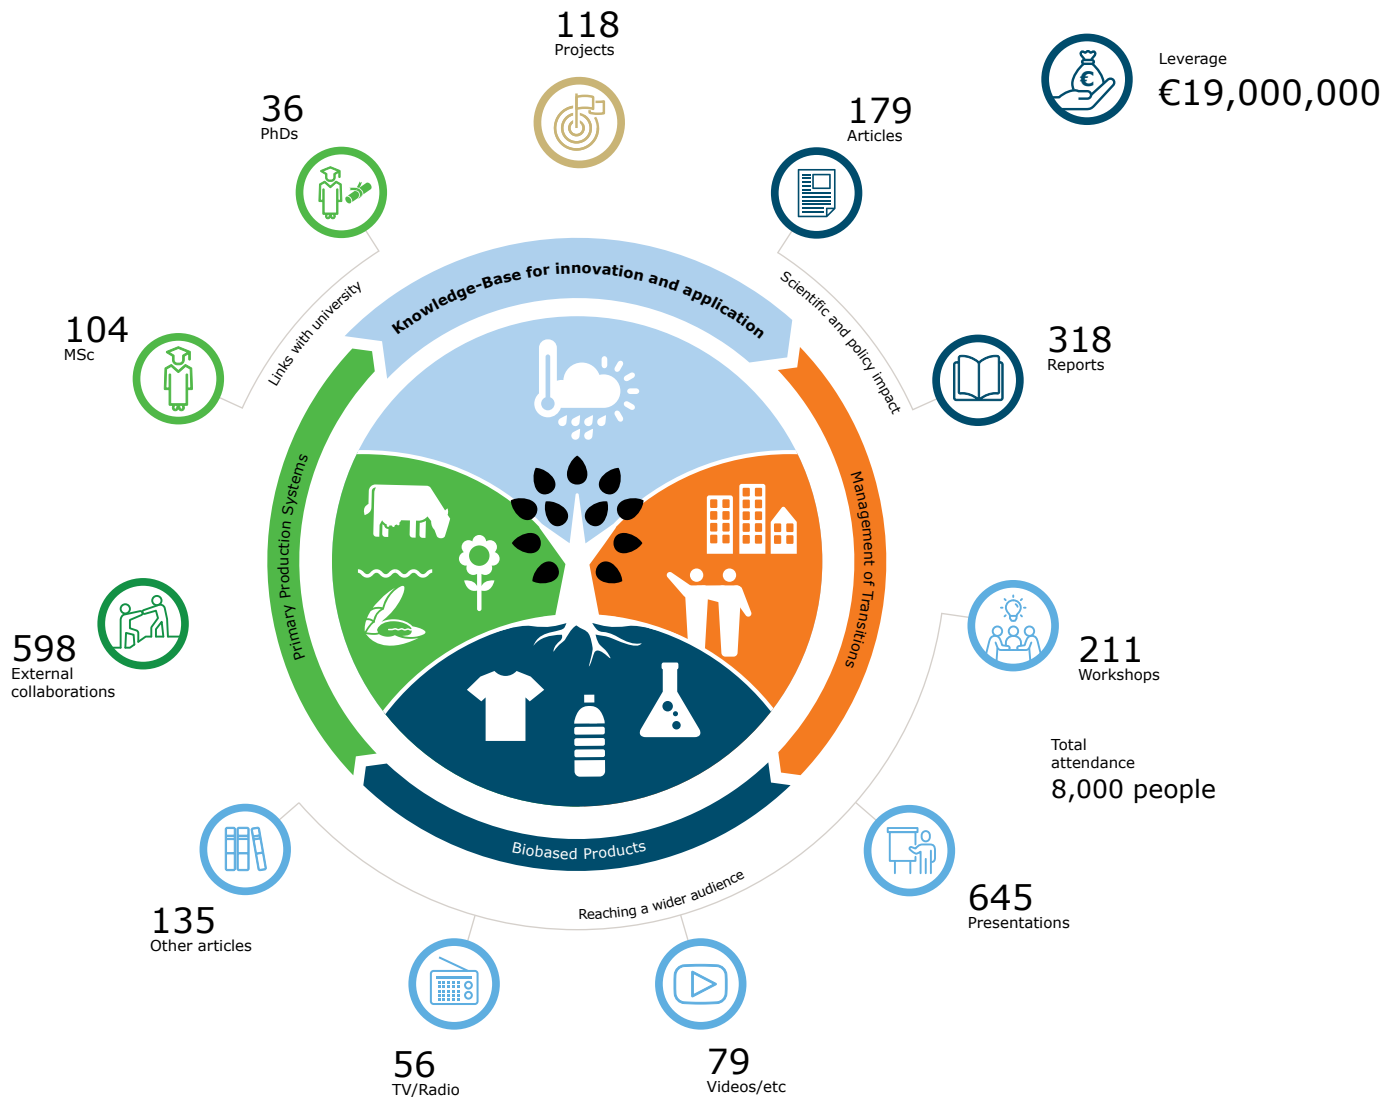 118
Projects
Leverage
€19,000,000
€
36
PhDs
179
Articles
Knowledge-Base for innovation and application
Links with university
Scientific and policy impact
104
MSc
318
Reports
Primary Production Systems
Management of Transitions
598
External
collaborations
211
Workshops
Total
attendance
8,000 people
Biobased Products
Reaching a wider audience
135
Other articles
645
Presentations
56
TV/Radio
79
Videos/etc